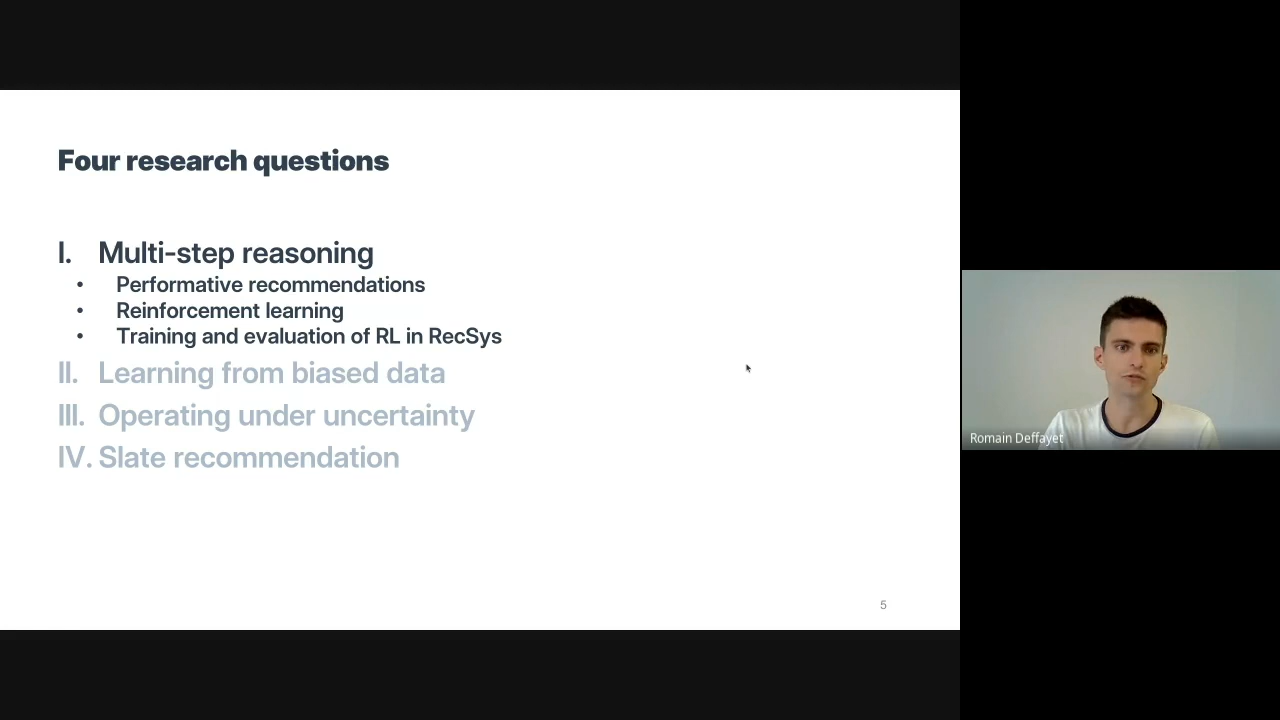 Four research questions
I. Multi-step reasoning
• Performative recommendations
• Reinforcement learning
• Training and evaluation of RL in RecSys
II. Learning from biased data
III. Operating under uncertainty
IV. Slate recommendation
5
Romain Deffayet